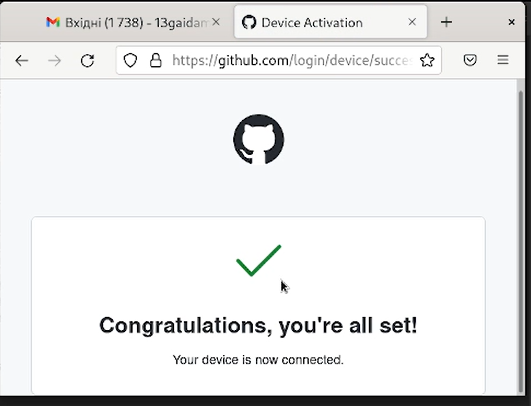 Вхідні (1 738) - 13gaidam
Device Activation
https://github.com/login/device/succe
Congratulations, you're all set!
Your device is now connected.